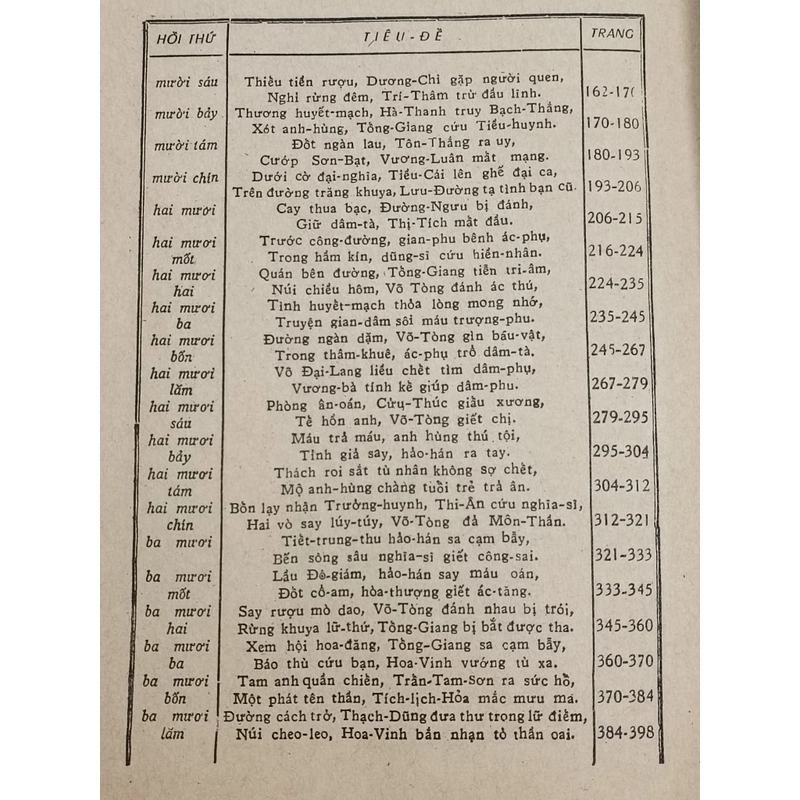 HỒI THỨ TIÊU-ĐỀ TRANG
mười sáu Thiếu tiền rượu, Dương-Chí gặp người quen,
Nghỉ rừng đêm, Trí-Thâm trừ đầu lĩnh. 162-170
mười bảy Thương huyết-mạch, Hà-Thanh truy Bạch-Thắng,
Xót anh-hùng, Tống-Giang cứu Tiểu-huynh. 170-180
mười tám Đốt ngàn lau, Tôn-Thắng ra uy,
Cướp Sơn-Bạt, Vương-Luân mất mạng. 180-193
mười chín Dưới cờ đại-nghĩa, Tiều-Cái lên ghế đại ca,
Trên đường trăng khuya, Lưu-Đường tạ tình bạn cũ. 193-206
hai mươi Cay thua bạc, Đường-Ngưu bị đánh,
Giữ dâm-tà, Thị-Tích mất đầu. 206-215
hai mươi Trước công-đường, gian-phu bênh ác-phụ,
mốt Trong hầm kín, dũng-sĩ cứu hiền-nhân. 216-224
hai mươi Quán bên đường, Tống-Giang tiễn tri-âm,
hai Núi chiều hôm, Võ Tòng đánh ác thú, 224-235
hai mươi Tình huyết-mạch thỏa lòng mong nhớ,
ba Truyện gian-dâm sôi máu trượng-phu. 235-245
hai mươi Đường ngàn dặm, Võ-Tòng gìn báu-vật,
bốn Trong thâm-khuê, ác-phụ trổ dâm-tà. 245-267
hai mươi Võ Đại-Lang liều chết tìm dâm-phụ,
lăm Vương-bà tính kế giúp dâm-phu. 267-279
hai mươi Phòng ân-oán, Cửu-Thúc giầu xương,
sáu Tế hồn anh, Võ-Tòng giết chị. 279-295
hai mươi Máu trả máu, anh hùng thú tội,
bảy Tỉnh giả say, hảo-hán ra tay. 295-304
hai mươi Thách roi sắt tù nhân không sợ chết,
tám Mộ anh-hùng chàng tuổi trẻ trả ân. 304-312
hai mươi Bốn lạy nhận Trưởng-huynh, Thi-Ân cứu nghĩa-sĩ,
chín Hai vò say lúy-túy, Võ-Tòng đả Môn-Thần. 312-321
ba mươi Tiết-trung-thu hảo-hán sa cạm bẫy,
Bến sông sâu nghĩa-sĩ giết công-sai. 321-333
ba mươi Lầu Đô-giám, hảo-hán say máu oán,
mốt Đốt cổ-am, hòa-thượng giết ác-tăng. 333-345
ba mươi Say rượu mò dao, Võ-Tòng đánh nhau bị trói,
hai Rừng khuya lữ-thứ, Tống-Giang bị bắt được tha. 345-360
ba mươi Xem hội hoa-đăng, Tống-Giang sa cạm bẫy,
ba Báo thù cứu bạn, Hoa-Vinh vướng tù xa. 360-370
ba mươi Tam anh quần chiến, Trần-Tam-Sơn ra sức hổ,
bốn Một phát tên thần, Tích-lịch-Hỏa mắc mưu ma. 370-384
ba mươi Đường cách trở, Thạch-Dũng đưa thư trong lữ điếm,
lăm Núi cheo-leo, Hoa-Vinh bắn nhạn tỏ thần oai. 384-398